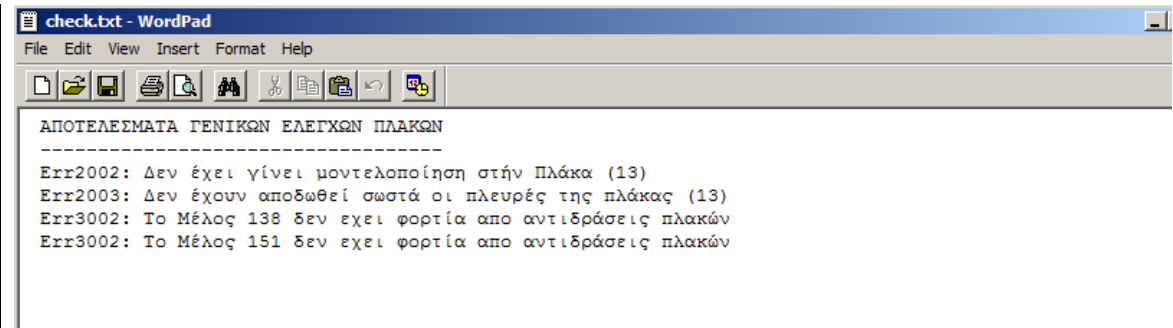 check.txt - WordPad
File Edit View Insert Format Help
ΑΠΟΤΕΛΕΣΜΑΤΑ ΓΕΝΙΚΩΝ ΕΛΕΓΧΩΝ ΠΛΑΚΩΝ
-----------------------------------
Err2002: Δεν έχει γίνει μοντελοποίηση στήν Πλάκα (13)
Err2003: Δεν έχουν αποδωθεί σωστά οι πλευρές της πλάκας (13)
Err3002: Το Μέλος 138 δεν εχει φορτία απο αντιδράσεις πλακών
Err3002: Το Μέλος 151 δεν εχει φορτία απο αντιδράσεις πλακών